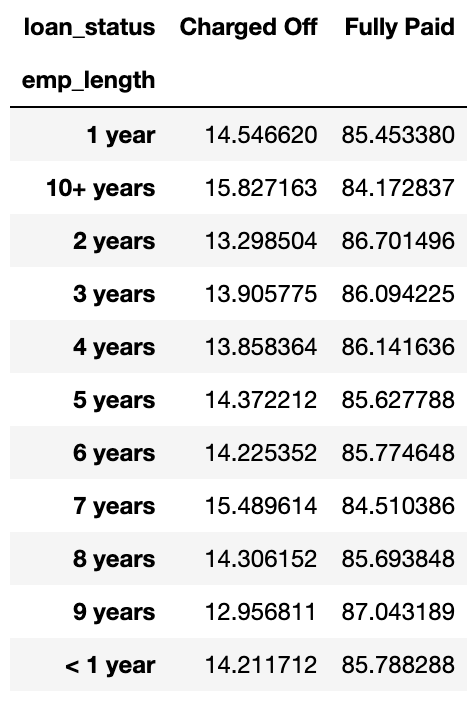 loan_status Charged Off Fully Paid
emp_length
1 year 14.546620 85.453380
10+ years 15.827163 84.172837
2 years 13.298504 86.701496
3 years 13.905775 86.094225
4 years 13.858364 86.141636
5 years 14.372212 85.627788
6 years 14.225352 85.774648
7 years 15.489614 84.510386
8 years 14.306152 85.693848
9 years 12.956811 87.043189
< 1 year 14.211712 85.788288